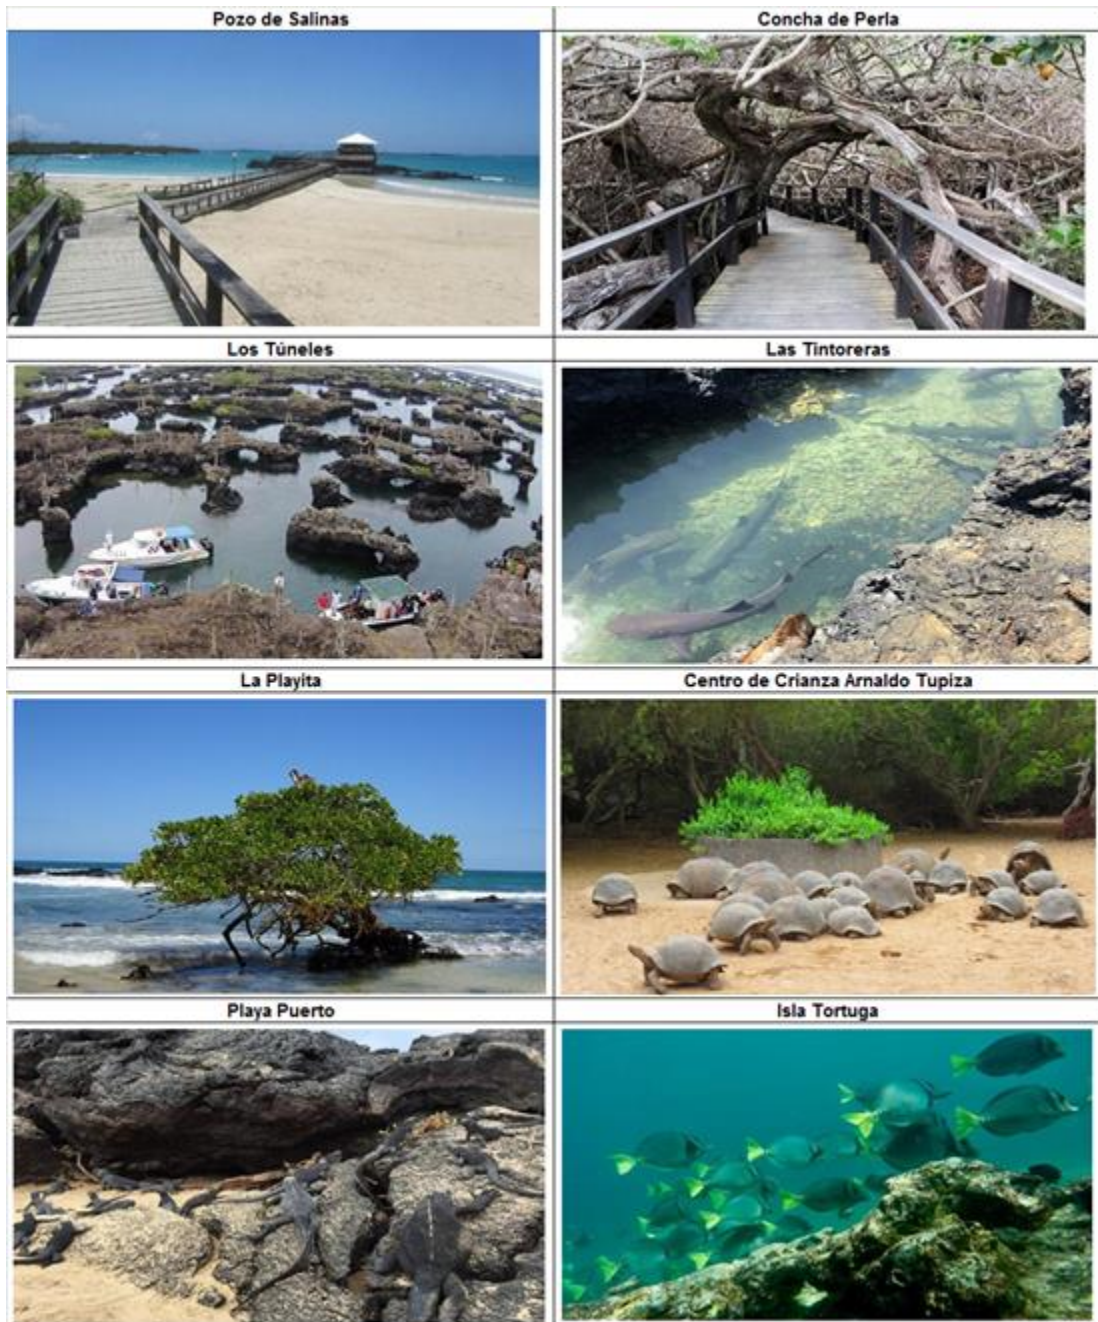 Pozo de Salinas
Concha de Perla
Los Túneles
Las Tintoreras
La Playita
Centro de Crianza Arnaldo Tupiza
Playa Puerto
Isla Tortuga